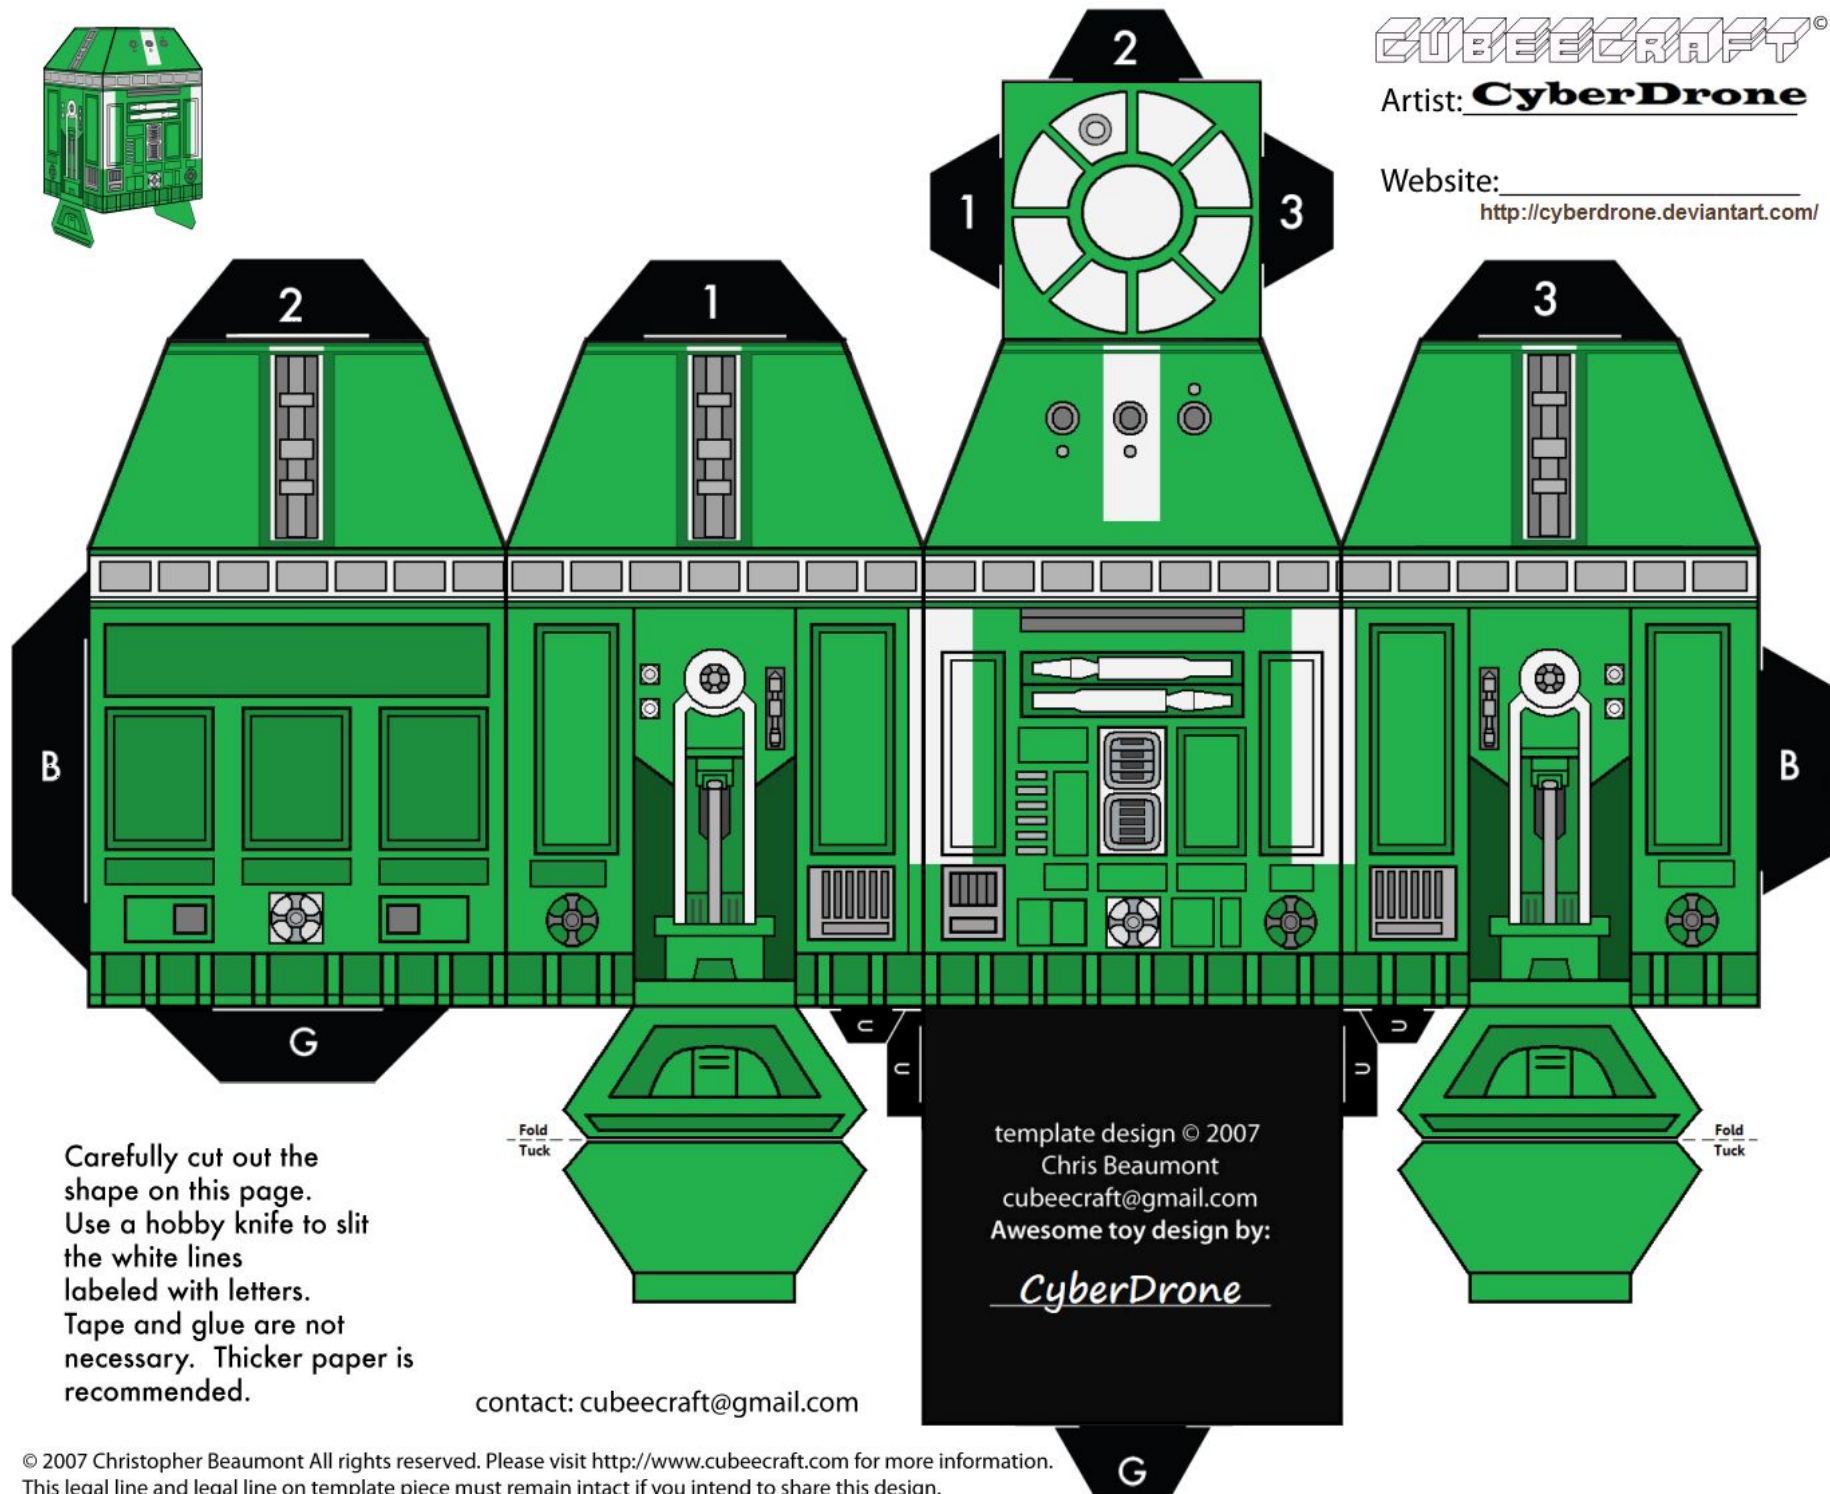 CUBEECRAFT©
Artist: CyberDrone
Website:
http://cyberdrone.deviantart.com/
2
1
3
2
1
3
B
B
G
U
U
U
U
Fold
Tuck
Fold
Tuck
template design © 2007
Chris Beaumont
cubeecraft@gmail.com
Awesome toy design by:
CyberDrone
Carefully cut out the
shape on this page.
Use a hobby knife to slit
the white lines
labeled with letters.
Tape and glue are not
necessary. Thicker paper is
recommended.
contact: cubeecraft@gmail.com
G
© 2007 Christopher Beaumont All rights reserved. Please visit http://www.cubeecraft.com for more information.
This legal line and legal line on template piece must remain intact if you intend to share this design.